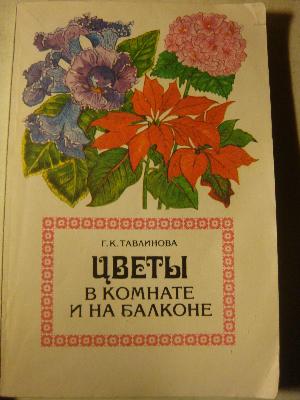 Г.К. ТАВЛИНОВА
ЦВЕТЫ
В КОМНАТЕ
И НА БАЛКОНЕ